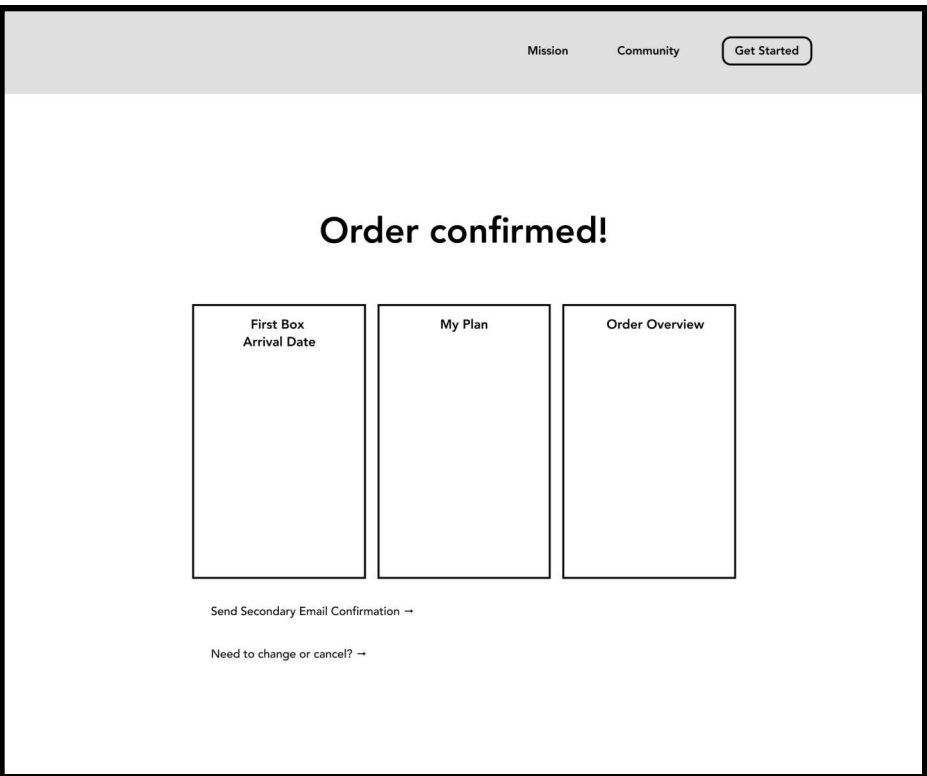 Mission Community Get Started
Order confirmed!
First Box
Arrival Date
My Plan
Order Overview
Send Secondary Email Confirmation →
Need to change or cancel? →